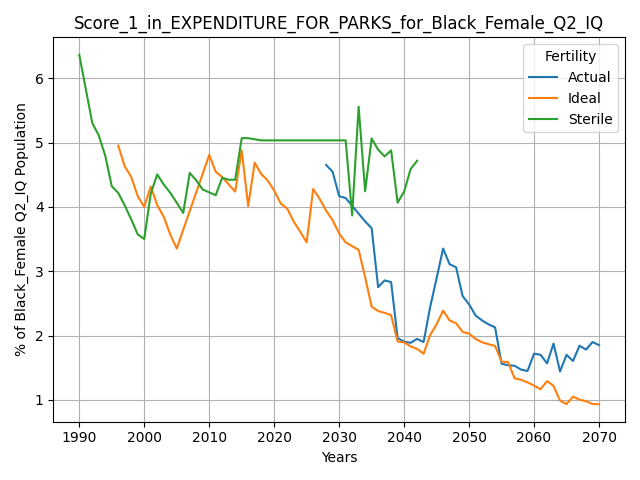 Score_1_in_EXPENDITURE_FOR_PARKS_for_Black_Female_Q2_IQ
% of Black_Female Q2_IQ Population
6
5
4
3
2
1
Fertility
Actual
Ideal
Sterile
1990 2000 2010 2020 2030 2040 2050 2060 2070
Years